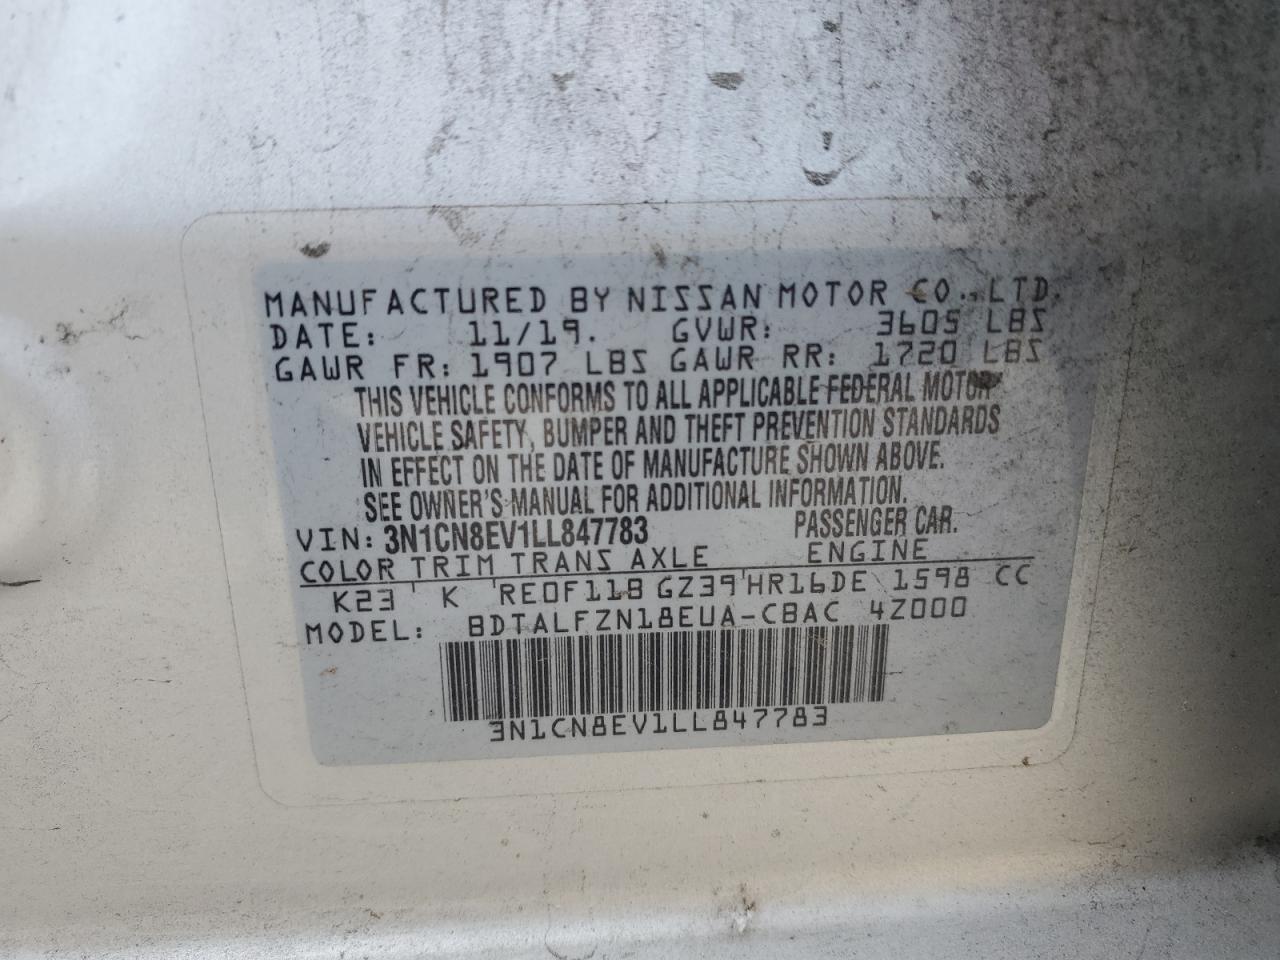 MANUFACTURED BY NISSAN MOTOR CO., LTD.
DATE: 11/19. GVWR: 3605 LBS
GAWR FR: 1907 LBS GAWR RR: 1720 LBS
THIS VEHICLE CONFORMS TO ALL APPLICABLE FEDERAL MOTOR
VEHICLE SAFETY, BUMPER AND THEFT PREVENTION STANDARDS
IN EFFECT ON THE DATE OF MANUFACTURE SHOWN ABOVE.
SEE OWNER'S MANUAL FOR ADDITIONAL INFORMATION.
VIN: 3N1CN8EV1LL847783 PASSENGER CAR.
COLOR TRIM TRANS AXLE ENGINE
K23 K RE0F11B GZ39 HR16DE 1598 CC
MODEL: BDTALFZN18EUA-CBAC 4Z000
3N1CN8EV1LL847783